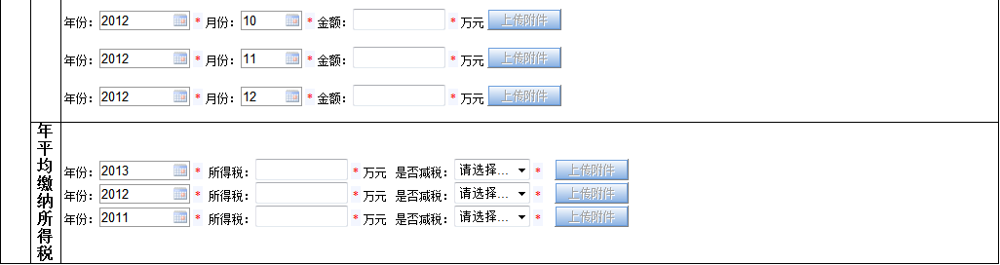 年份： 2012 * 月份： 10 * 金额： * 万元 上传附件
年份： 2012 * 月份： 11 * 金额： * 万元 上传附件
年份： 2012 * 月份： 12 * 金额： * 万元 上传附件
年平均缴纳所得税
年份： 2013 * 所得税： * 万元 是否减税： 请选择... * 上传附件
年份： 2012 * 所得税： * 万元 是否减税： 请选择... * 上传附件
年份： 2011 * 所得税： * 万元 是否减税： 请选择... * 上传附件